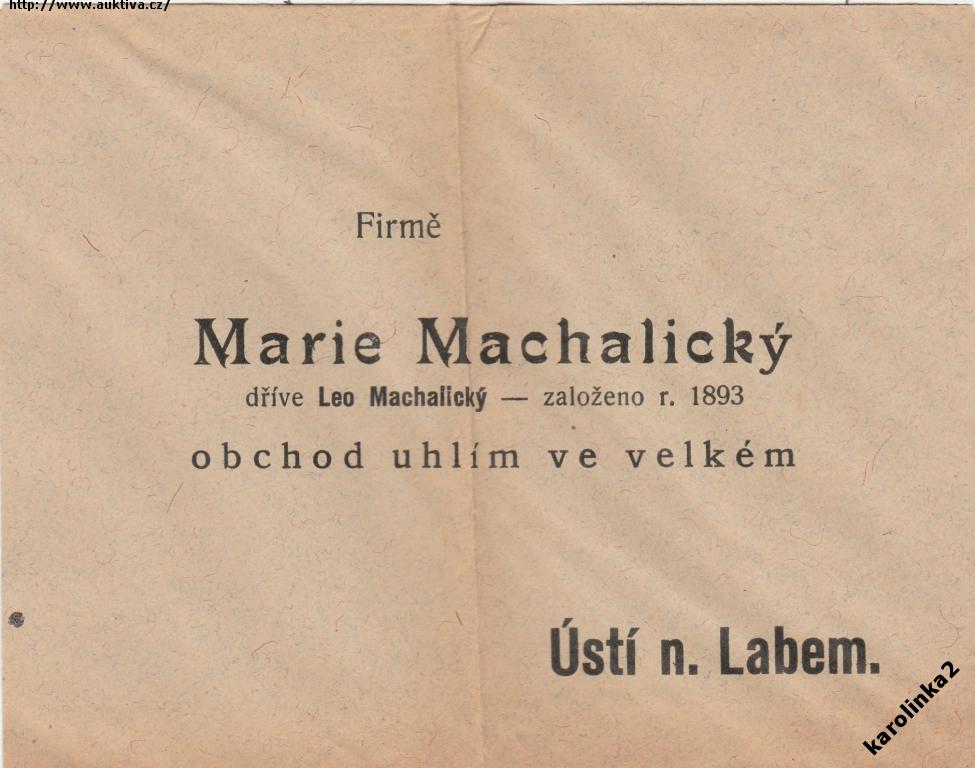 http://www.auktiva.cz/
Firmě
Marie Machalický
dříve Leo Machalický — založeno r. 1893
obchod uhlím ve velkém
Ústí n. Labem.
karolinka2